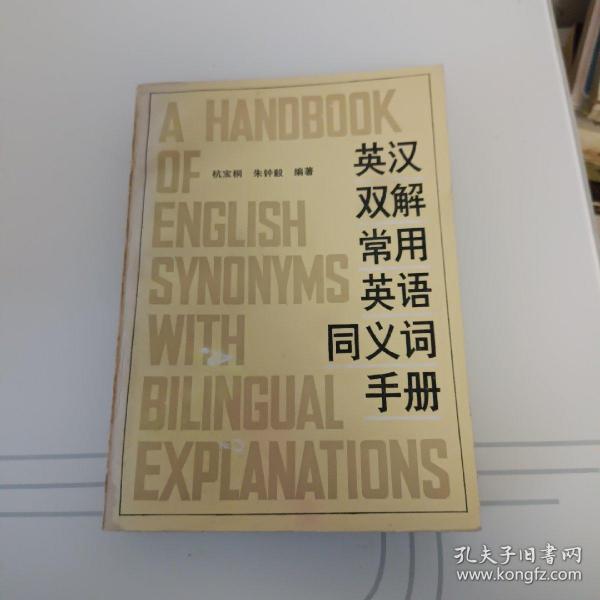 A HANDBOOK
OF
ENGLISH
SYNONYMS
WITH
BILINGUAL
EXPLANATIONS
杭宝桐 朱钟毅 编著
英汉
双解
常用
英语
同义词
手册
孔夫子旧书网
www.kongfz.com